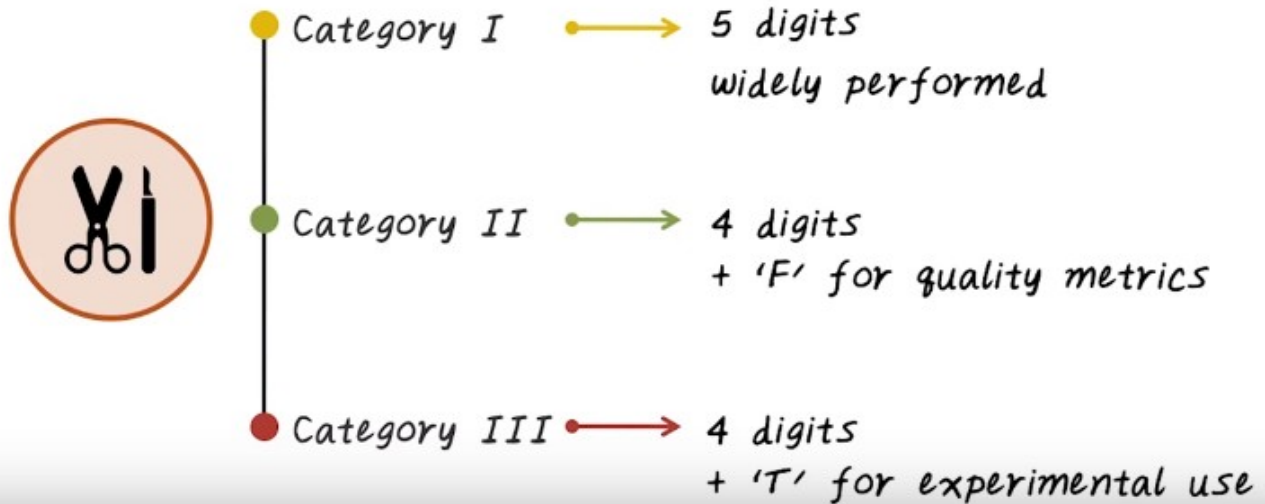 Category I
5 digits
widely performed
Category II
4 digits
+ 'F' for quality metrics
Category III
4 digits
+ 'T' for experimental use